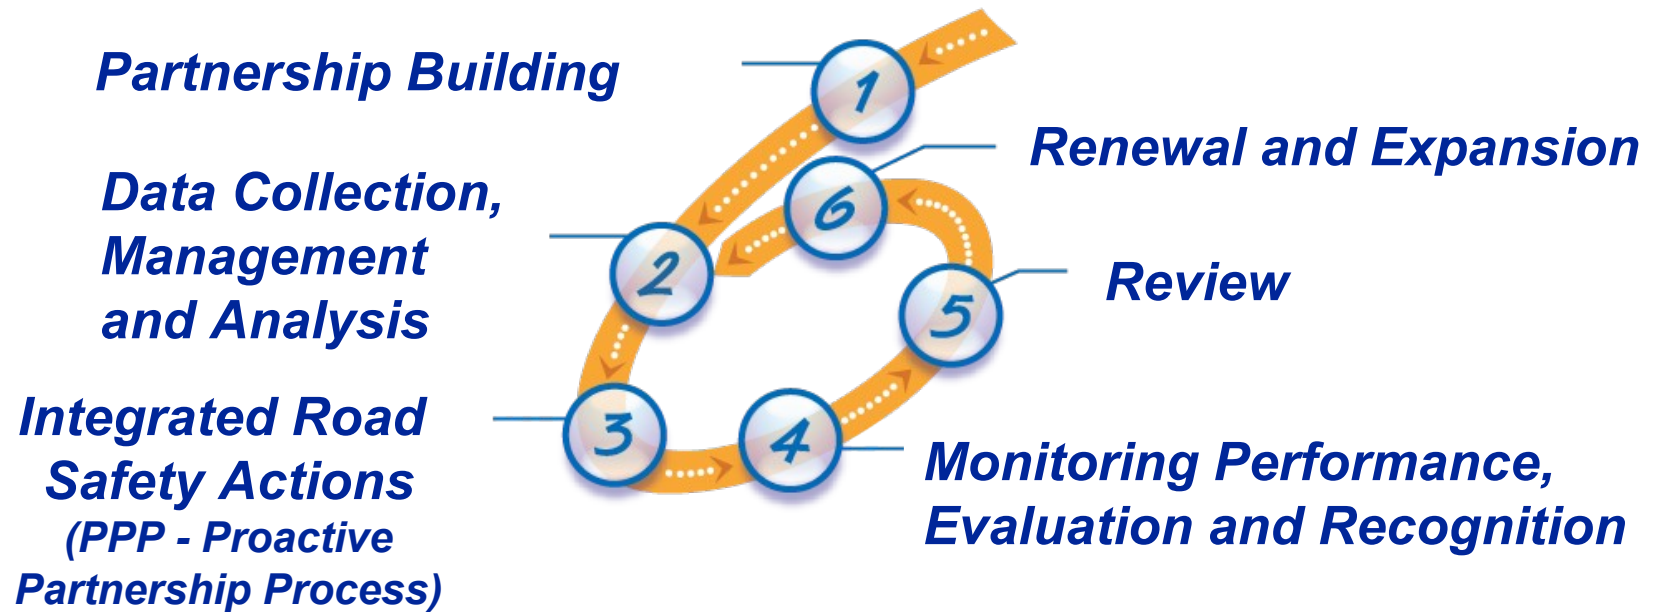 Partnership Building
1
Renewal and Expansion
6
Data Collection,
Management
and Analysis
2
Review
5
Integrated Road
Safety Actions
(PPP - Proactive
Partnership Process)
3
4
Monitoring Performance,
Evaluation and Recognition